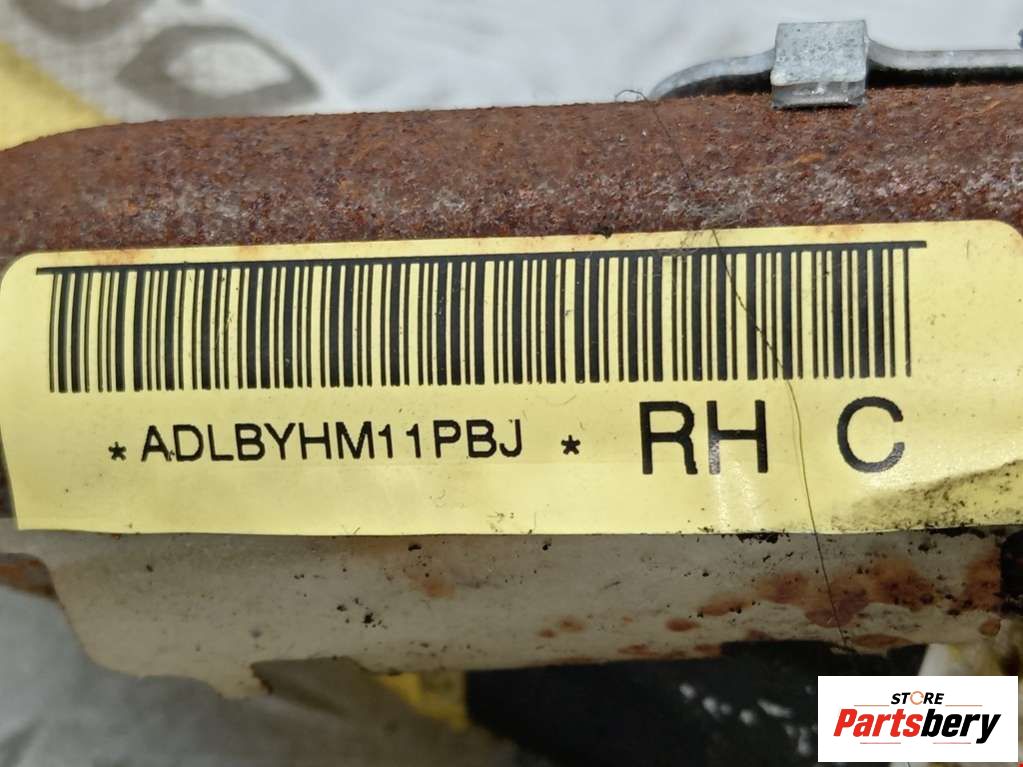 * ADLBYHM11PBJ * RH C
STORE
Partsbery